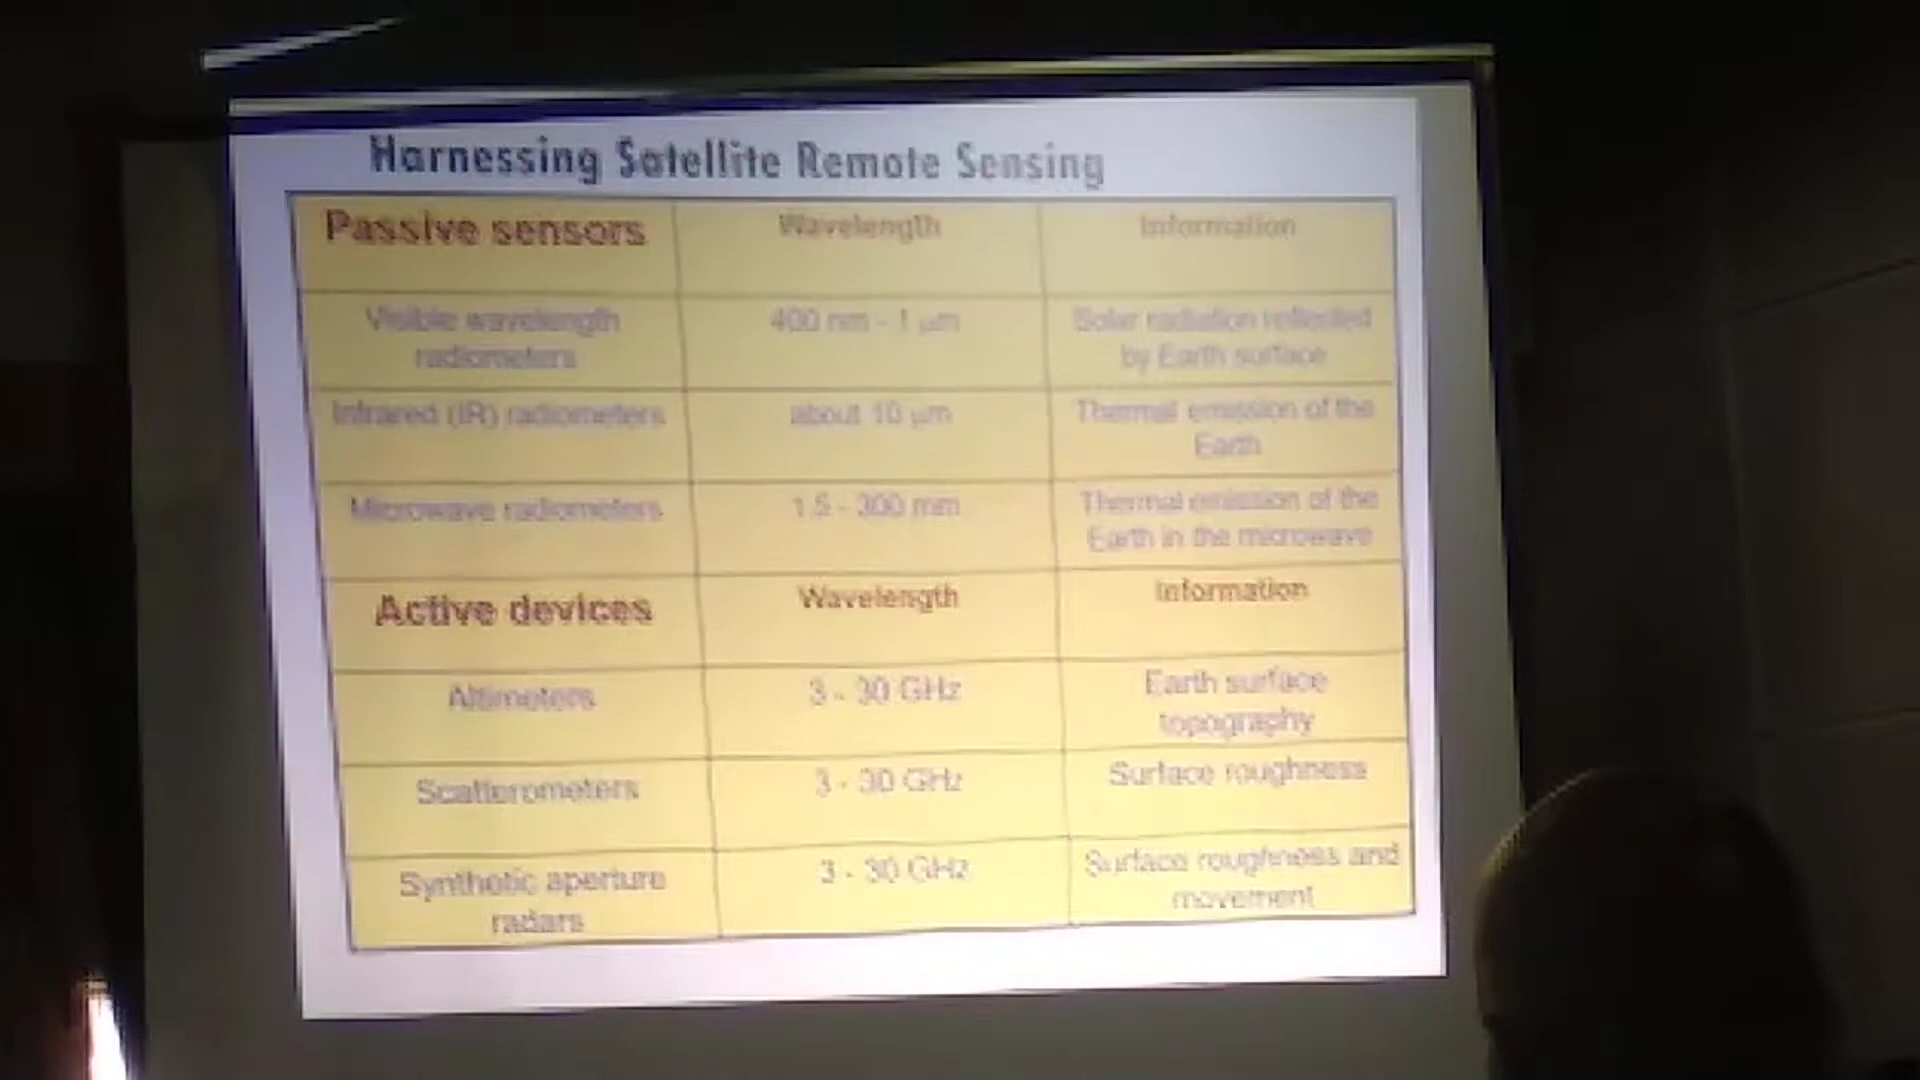 Harnessing Satellite Remote Sensing
Passive sensors Wavelength Information
Visible wavelength 400 nm - 1 µm Solar radiation reflected
radiometers by Earth surface
Infrared (IR) radiometers about 10 µm Thermal emission of the
Earth
Microwave radiometers 1.5 - 300 mm Thermal emission of the
Earth in the microwave
Active devices Wavelength Information
Altimeters 3 - 30 GHz Earth surface
topography
Scatterometers 3 - 30 GHz Surface roughness
Synthetic aperture 3 - 30 GHz Surface roughness and
radars movement